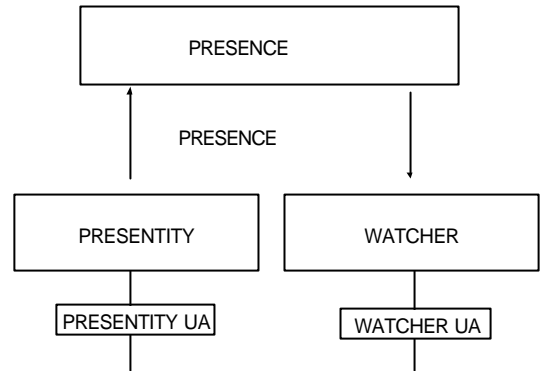 PRESENCE
PRESENCE
PRESENTITY
WATCHER
PRESENTITY UA
WATCHER UA